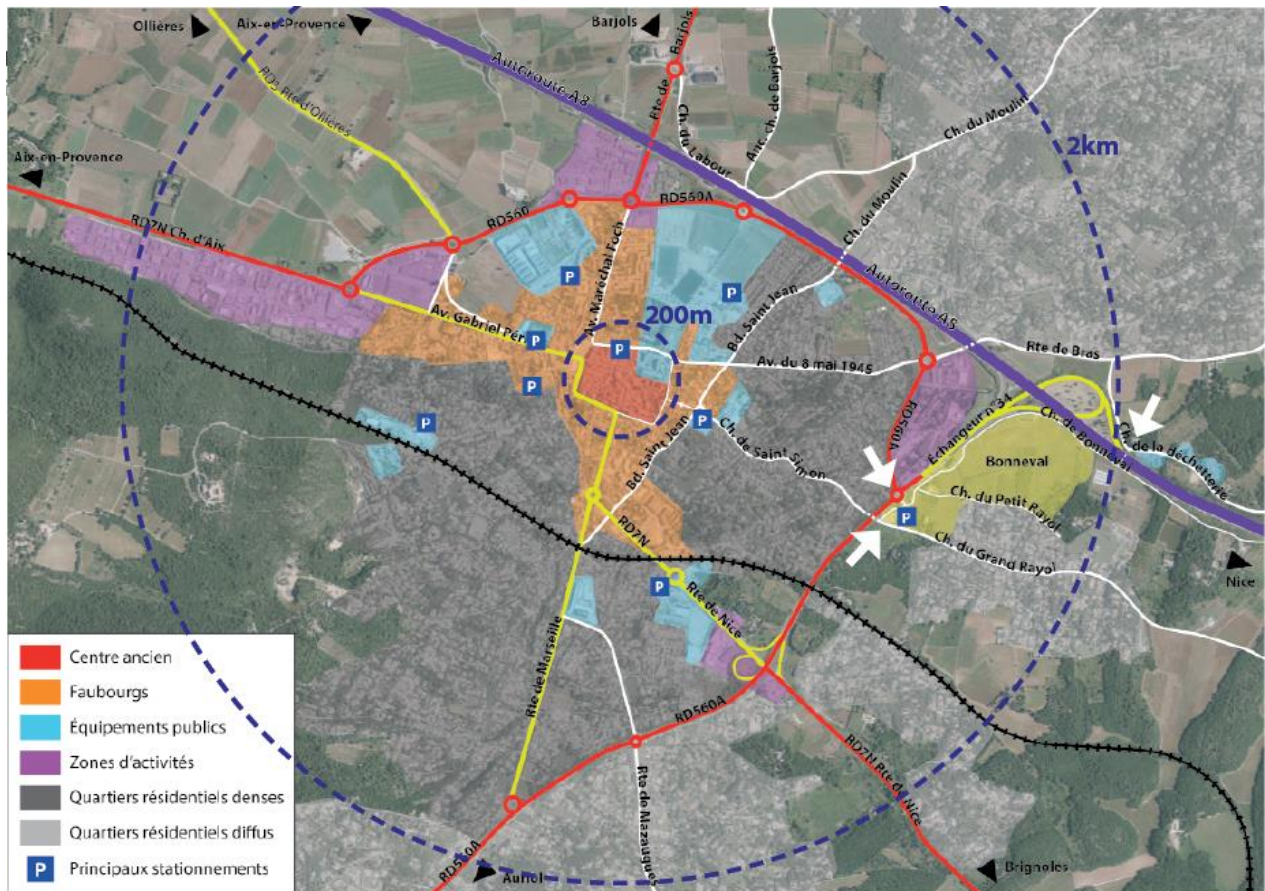 Ollières
Aix-en-Provence
Barjols
Autoroute A8
Rte de Barjols
RD3 Rte d'Ollières
Ch. du Labour
Anc. ch. de Barjols
Ch. du Moulin
2km
Aix-en-Provence
RD7N Ch. d'Aix
RD560
RD560A
Ch. du Moulin
Av. Maréchal Foch
P
P
Bd. Saint Jean
Autoroute A8
Av. Gabriel Pér
P
200m
P
Av. du 8 mai 1945
Rte de Bras
P
RD560A
Échangeur n°34
Ch. de Bonneval
P
P
Bd. Saint Jean
Ch. de Saint Simon
Bonneval
Ch. de la déchetterie
Ch. du Petit Rayol
P
Ch. du Grand Rayol
RD7N
Nice
P
Rte de Nice
Rte de Marseille
RD560A
RD7N Rte de Nice
Rte de Mazaugues
RD560A
Auriol
Brignoles
Centre ancien
Faubourgs
Équipements publics
Zones d'activités
Quartiers résidentiels denses
Quartiers résidentiels diffus
P Principaux stationnements